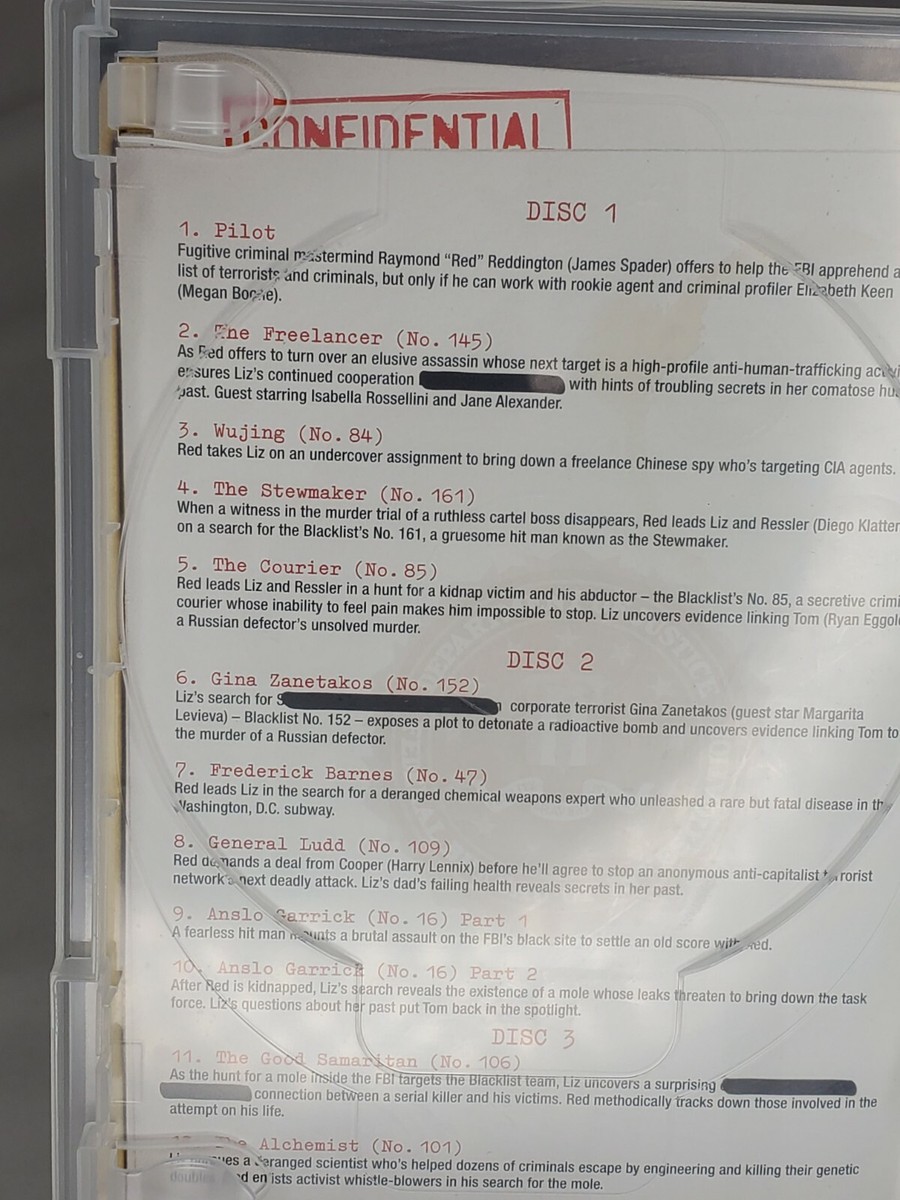 CONFIDENTIAL
DISC 1
1. Pilot
Fugitive criminal mastermind Raymond “Red” Reddington (James Spader) offers to help the FBI apprehend a
list of terrorists and criminals, but only if he can work with rookie agent and criminal profiler Elizabeth Keen
(Megan Boone).
2. The Freelancer (No. 145)
As Red offers to turn over an elusive assassin whose next target is a high-profile anti-human-trafficking
ensures Liz’s continued cooperation with hints of troubling secrets in her comatose
past. Guest starring Isabella Rossellini and Jane Alexander.
3. Wujing (No. 84)
Red takes Liz on an undercover assignment to bring down a freelance Chinese spy who’s targeting CIA agents.
4. The Stewmaker (No. 161)
When a witness in the murder trial of a ruthless cartel boss disappears, Red leads Liz and Ressler (Diego Klatten
on a search for the Blacklist’s No. 161, a gruesome hit man known as the Stewmaker.
5. The Courier (No. 85)
Red leads Liz and Ressler in a hunt for a kidnap victim and his abductor – the Blacklist’s No. 85, a secretive crimi
courier whose inability to feel pain makes him impossible to stop. Liz uncovers evidence linking Tom (Ryan Eggold
a Russian defector’s unsolved murder.
DISC 2
6. Gina Zanetakos (No. 152)
Liz’s search for corporate terrorist Gina Zanetakos (guest star Margarita
Levieva) – Blacklist No. 152 – exposes a plot to detonate a radioactive bomb and uncovers evidence linking Tom to
the murder of a Russian defector.
7. Frederick Barnes (No. 47)
Red leads Liz in the search for a deranged chemical weapons expert who unleashed a rare but fatal disease in the
Washington, D.C. subway.
8. General Ludd (No. 109)
Red demands a deal from Cooper (Harry Lennix) before he’ll agree to stop an anonymous anti-capitalist terrorist
network’s next deadly attack. Liz’s dad’s failing health reveals secrets in her past.
9. Anslo Garrick (No. 16) Part 1
A fearless hit man mounts a brutal assault on the FBI’s black site to settle an old score with Red.
10. Anslo Garrick (No. 16) Part 2
After Red is kidnapped, Liz’s search reveals the existence of a mole whose leaks threaten to bring down the task
force. Liz’s questions about her past put Tom back in the spotlight.
DISC 3
11. The Good Samaritan (No. 106)
As the hunt for a mole inside the FBI targets the Blacklist team, Liz uncovers a surprising
connection between a serial killer and his victims. Red methodically tracks down those involved in the
attempt on his life.
12. The Alchemist (No. 101)
Liz pursues a deranged scientist who’s helped dozens of criminals escape by engineering and killing their genetic
doubles and enlists activist whistle-blowers in his search for the mole.